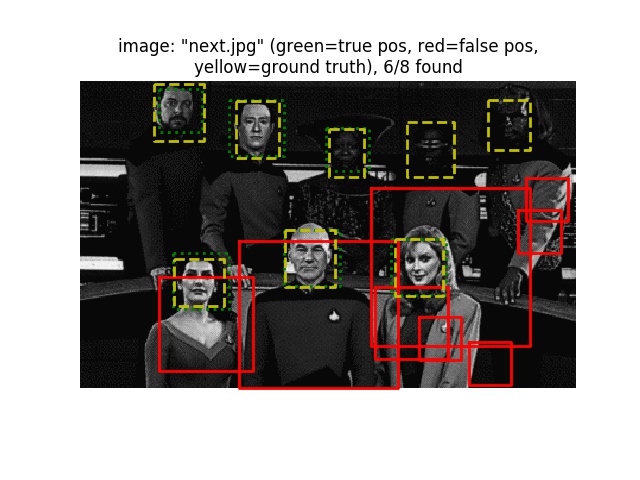 image: "next.jpg" (green=true pos, red=false pos,
yellow=ground truth), 6/8 found